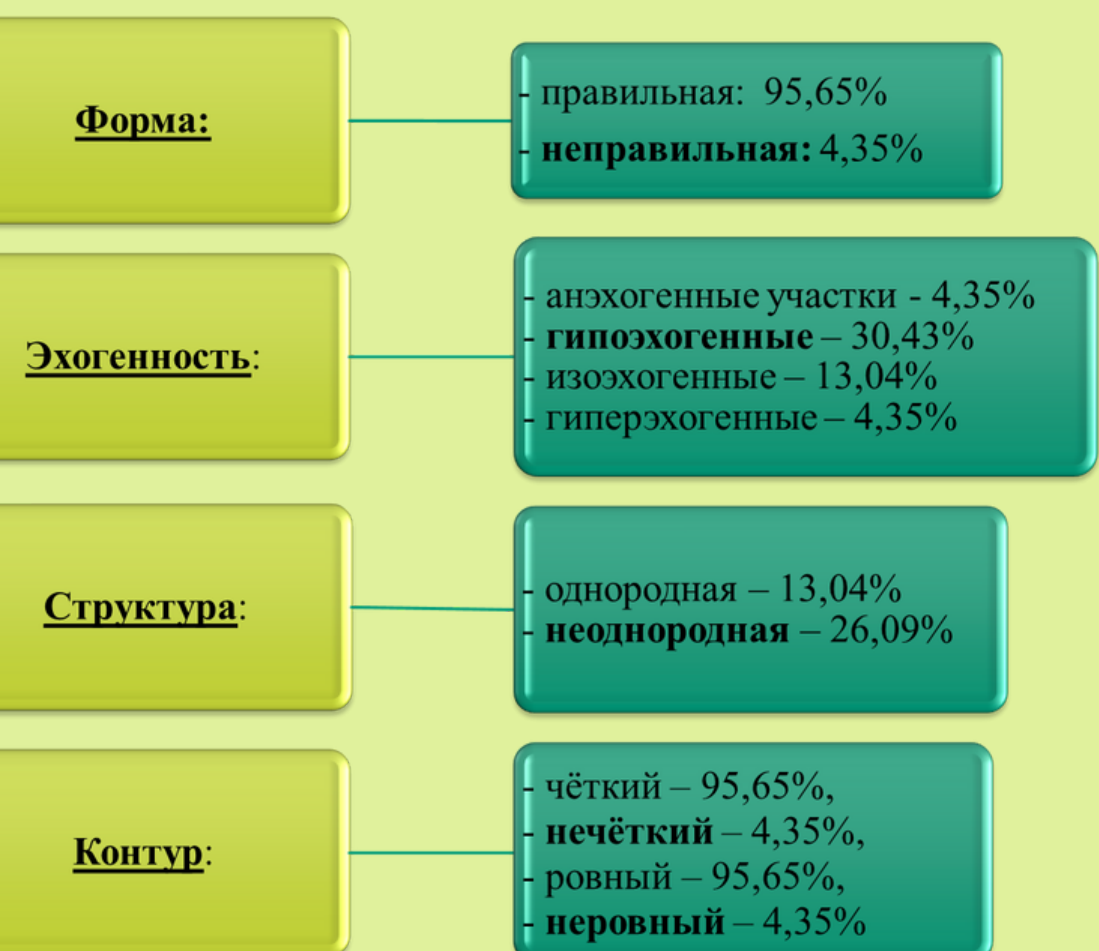 Форма:
- правильная: 95,65%
- неправильная: 4,35%
Эхогенность:
- анэхогенные участки - 4,35%
- гипоэхогенные – 30,43%
- изоэхогенные – 13,04%
- гиперэхогенные – 4,35%
Структура:
- однородная – 13,04%
- неоднородная – 26,09%
Контур:
- чёткий – 95,65%,
- нечёткий – 4,35%,
- ровный – 95,65%,
- неровный – 4,35%